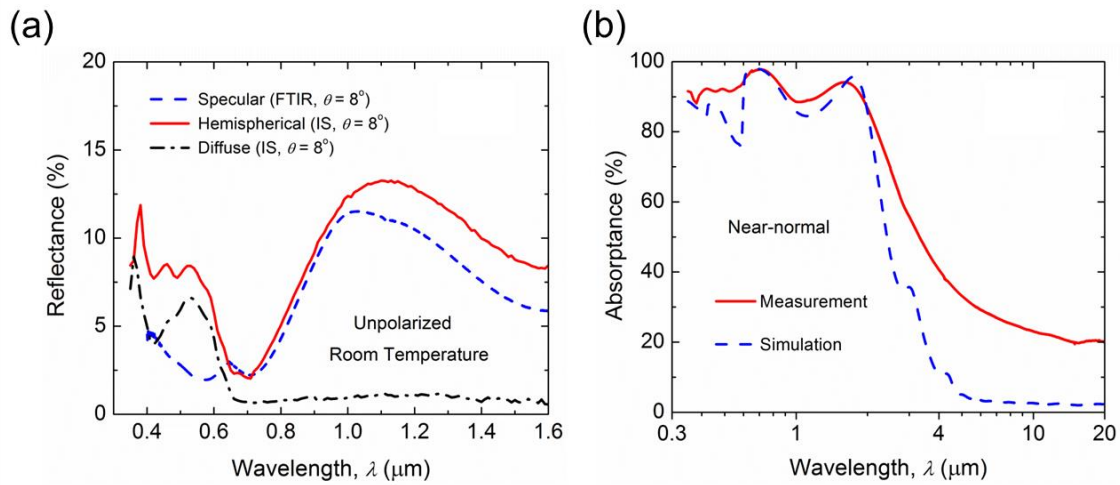 (a)
20
15
10
5
0
Reflectance (%)
Specular (FTIR, θ = 8°)
Hemispherical (IS, θ = 8°)
Diffuse (IS, θ = 8°)
Unpolarized
Room Temperature
0.4 0.6 0.8 1.0 1.2 1.4 1.6
Wavelength, λ (μm)
(b)
100
80
60
40
20
0
Absorptance (%)
Near-normal
Measurement
Simulation
0.3 1 4 10 20
Wavelength, λ (μm)